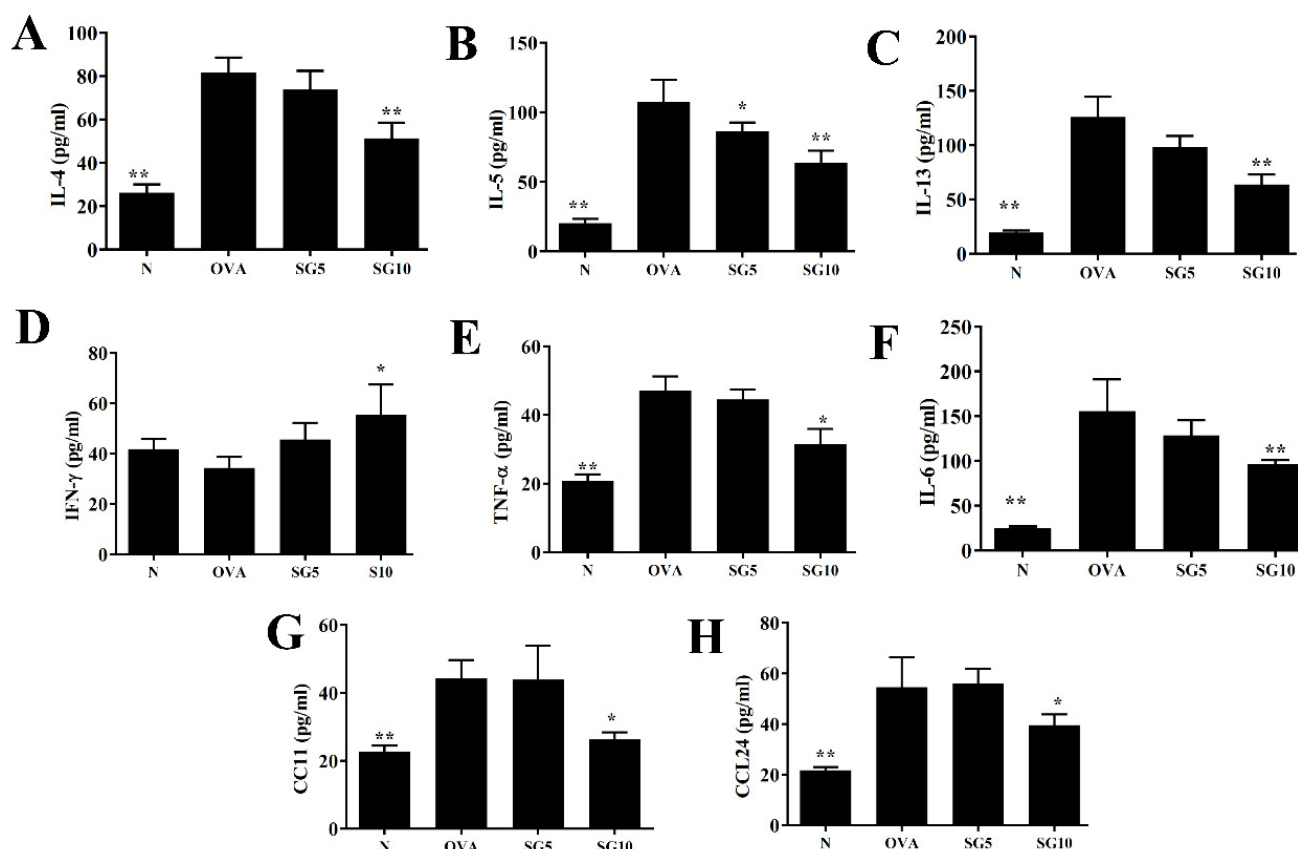 A
IL-4 (pg/ml)
100
80
60
40
20
0
**
**
N OVA SG5 SG10
B
IL-5 (pg/ml)
150
100
50
0
**
*
**
N OVA SG5 SG10
C
IL-13 (pg/ml)
200
150
100
50
0
**
**
N OVA SG5 SG10
D
IFN-γ (pg/ml)
80
60
40
20
0
*
N OVA SG5 S10
E
TNF-α (pg/ml)
60
40
20
0
**
*
N OVA SG5 SG10
F
IL-6 (pg/ml)
250
200
150
100
50
0
**
**
N OVA SG5 SG10
G
CC11 (pg/ml)
60
40
20
0
**
*
N OVA SG5 SG10
H
CCL24 (pg/ml)
80
60
40
20
0
**
*
N OVA SG5 SG10